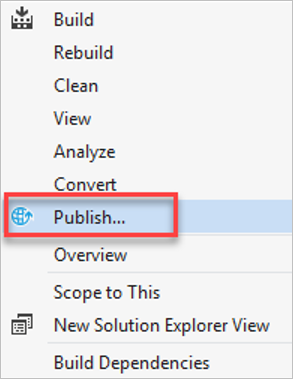 Build
Rebuild
Clean
View
Analyze
Convert
Publish...
Overview
Scope to This
New Solution Explorer View
Build Dependencies